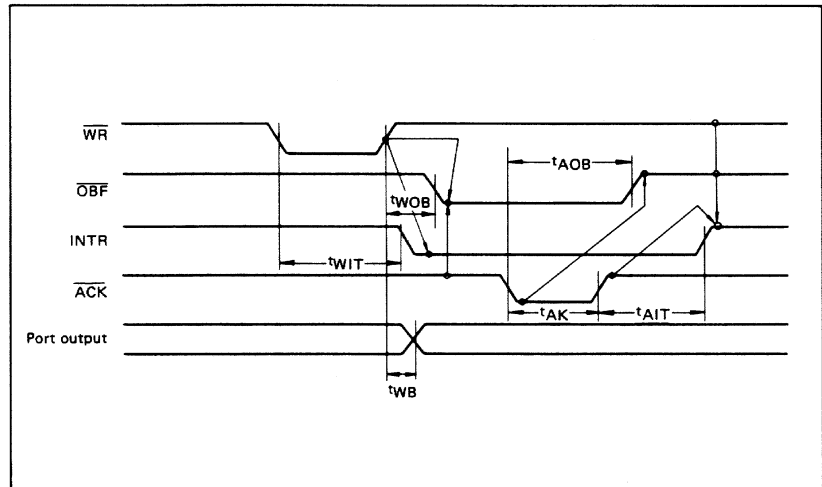 WR
tAOB
OBF
tWOB
INTR
tWIT
ACK
tAK
tAIT
Port output
tWB